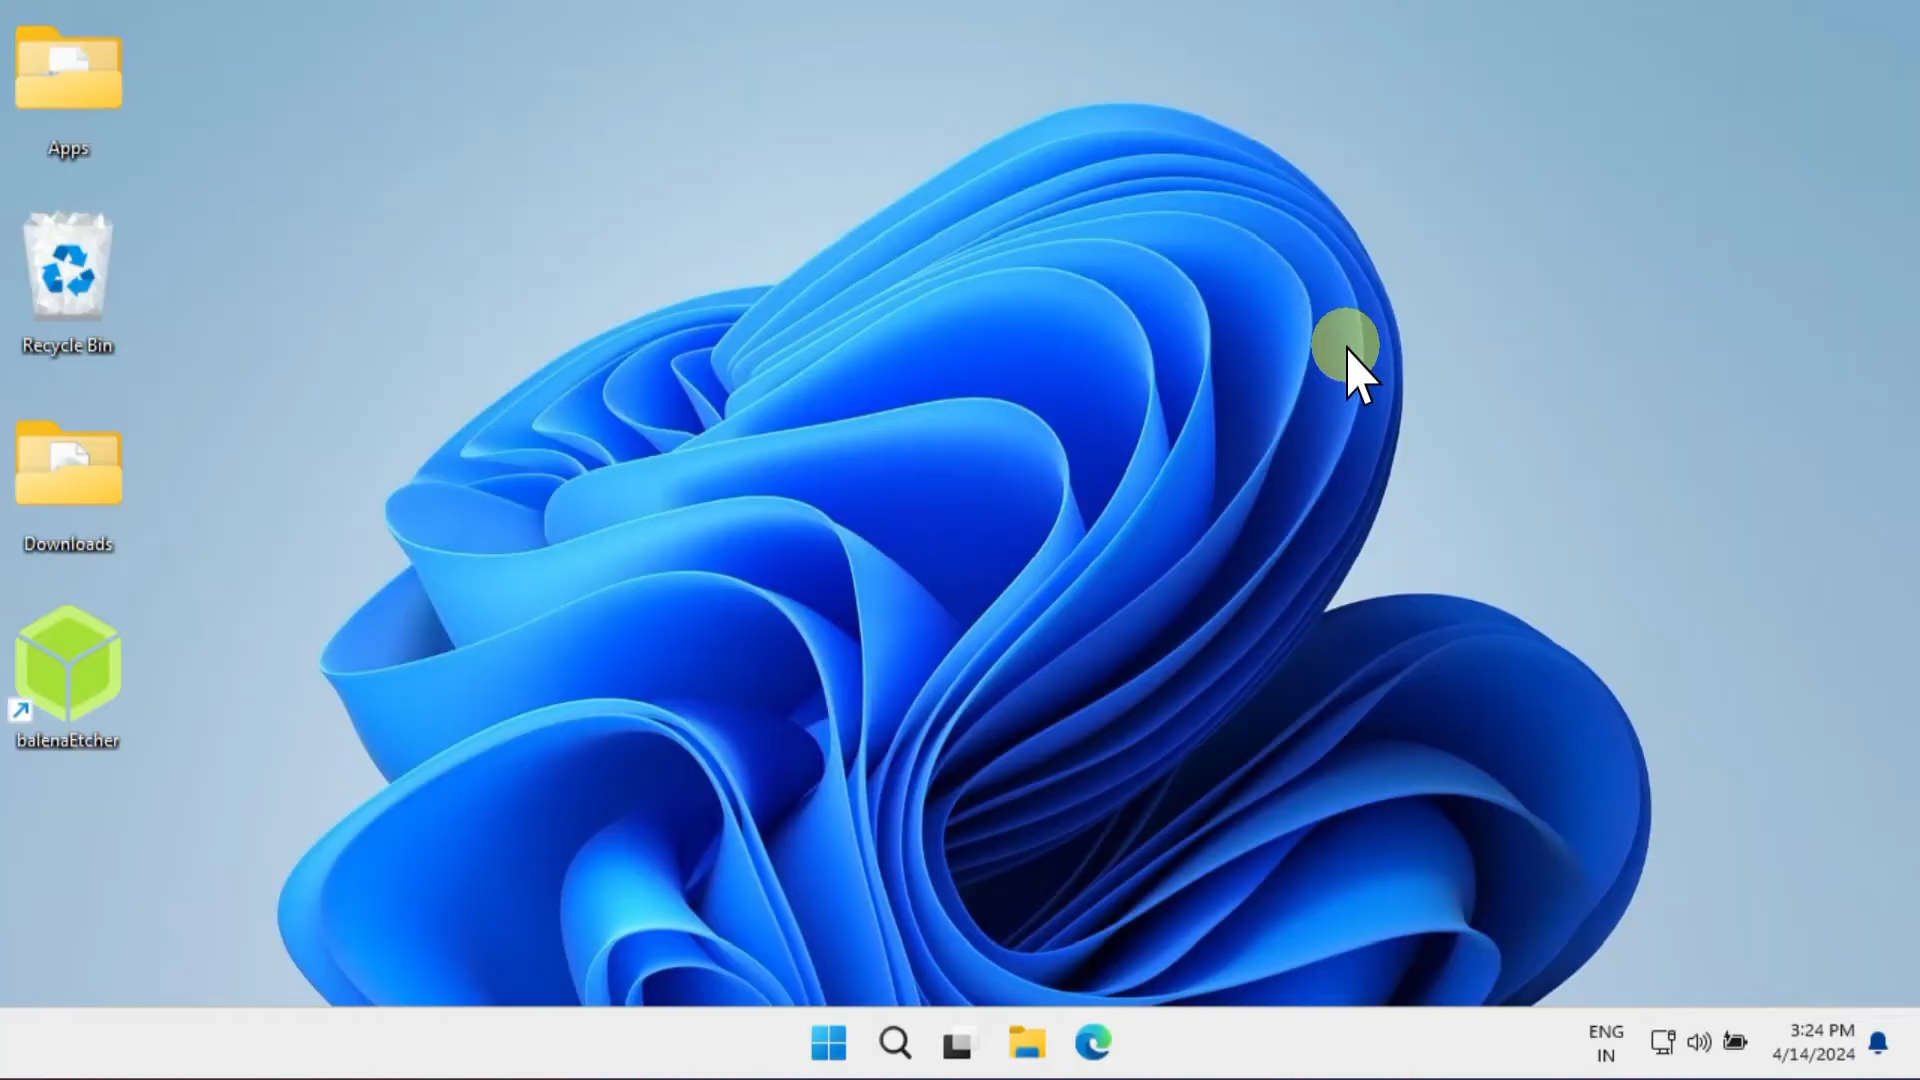 Apps
Recycle Bin
Downloads
balenaEtcher
ENG
IN
3:24 PM
4/14/2024